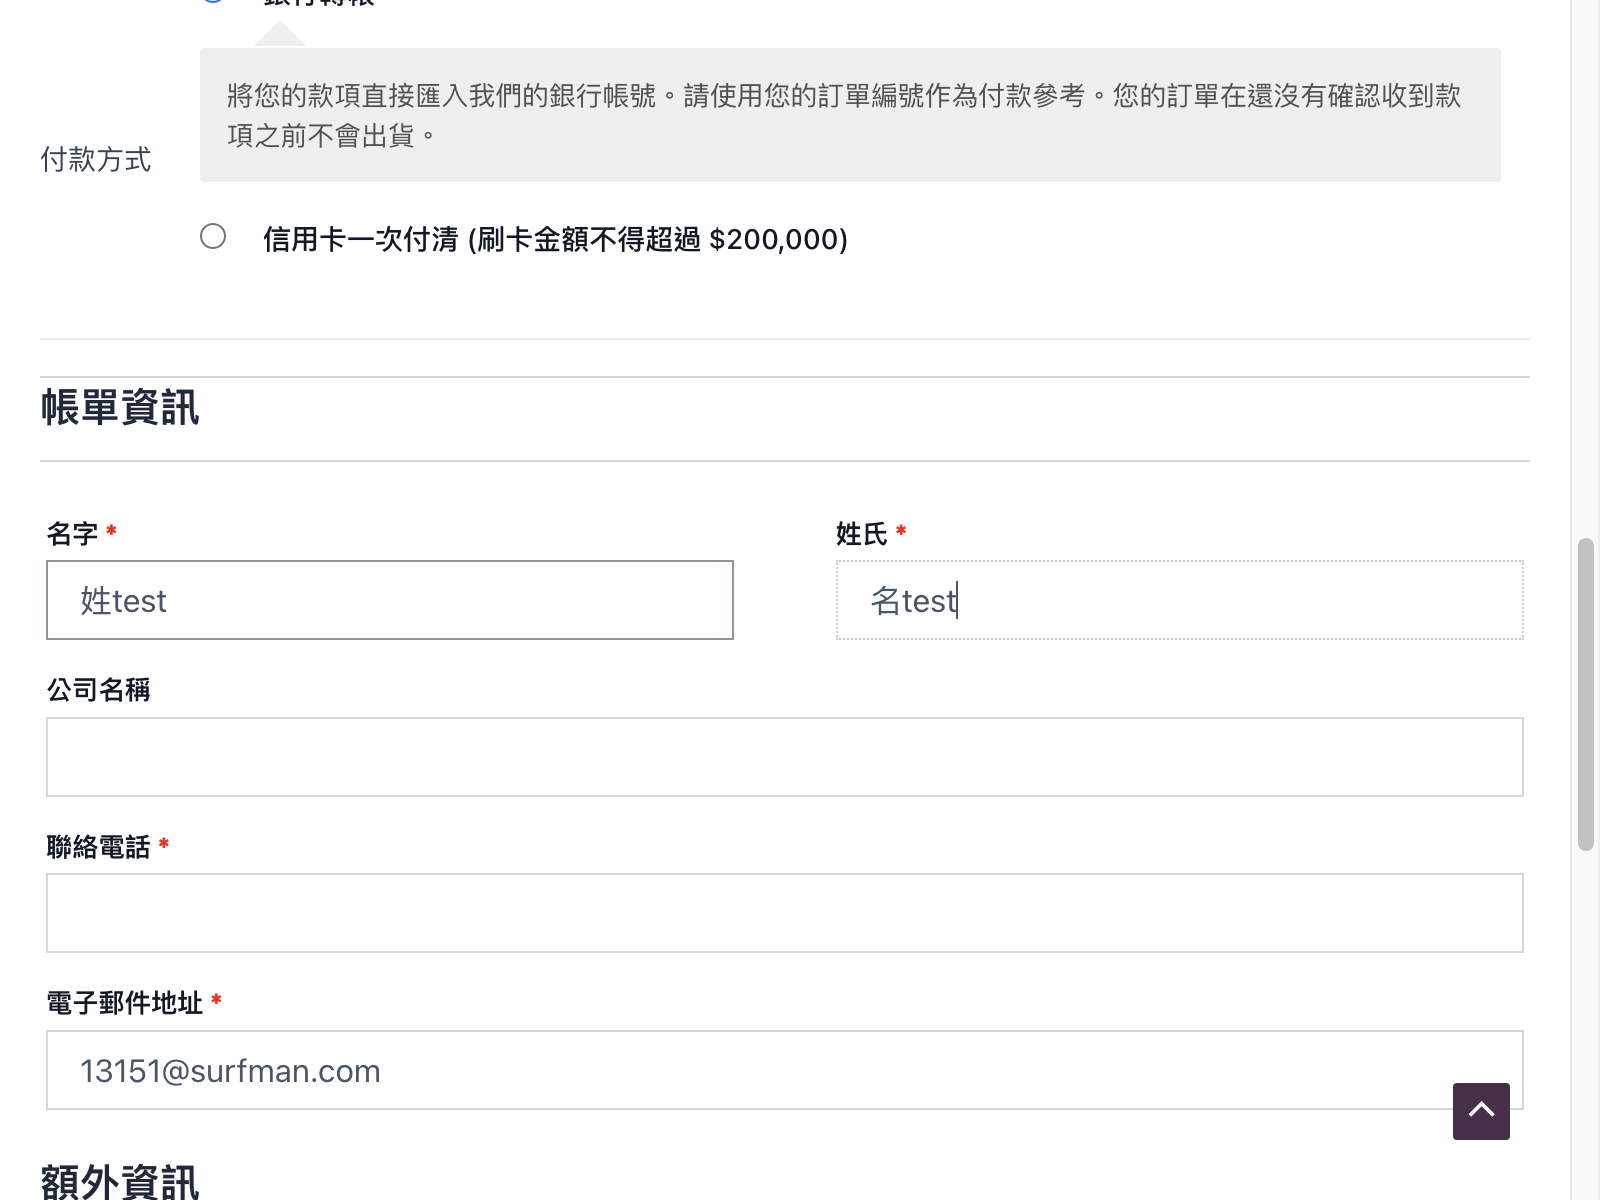 將您的款項直接匯入我們的銀行帳號。請使用您的訂單編號作為付款參考。您的訂單在還沒有確認收到款
項之前不會出貨。
付款方式
信用卡一次付清 (刷卡金額不得超過 $200,000)
帳單資訊
名字 *
姓氏 *
姓test
名test
公司名稱
聯絡電話 *
電子郵件地址 *
13151@surfman.com
額外資訊